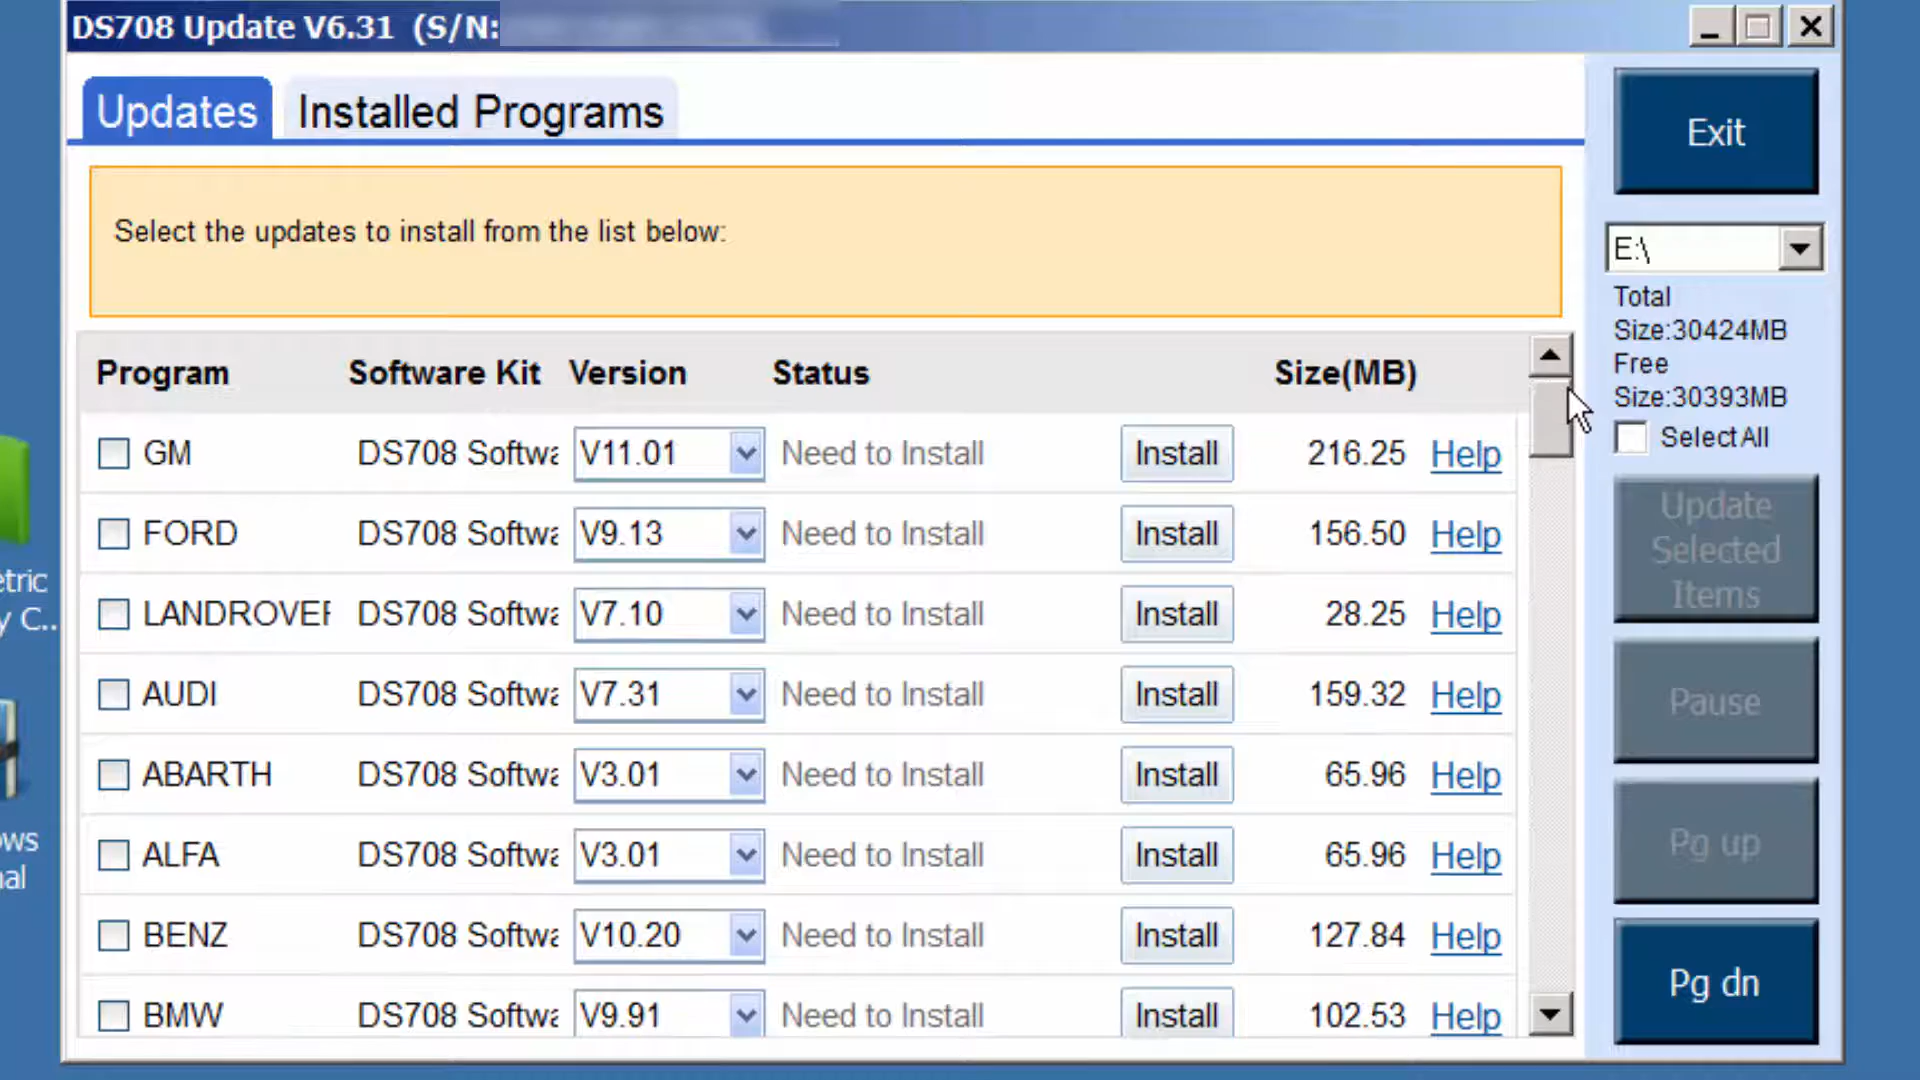 DS708 Update V6.31 (S/N:
Updates Installed Programs
Exit
Select the updates to install from the list below:
E:\
Total
Size:30424MB
Free
Size:30393MB
Select All
Program Software Kit Version Status Size(MB)
GM DS708 Softwa V11.01 Need to Install Install 216.25 Help
FORD DS708 Softwa V9.13 Need to Install Install 156.50 Help
LANDROVER DS708 Softwa V7.10 Need to Install Install 28.25 Help
AUDI DS708 Softwa V7.31 Need to Install Install 159.32 Help
ABARTH DS708 Softwa V3.01 Need to Install Install 65.96 Help
ALFA DS708 Softwa V3.01 Need to Install Install 65.96 Help
BENZ DS708 Softwa V10.20 Need to Install Install 127.84 Help
BMW DS708 Softwa V9.91 Need to Install Install 102.53 Help
Update
Selected
Items
Pause
Pg up
Pg dn
etric
y C..
ows
nal